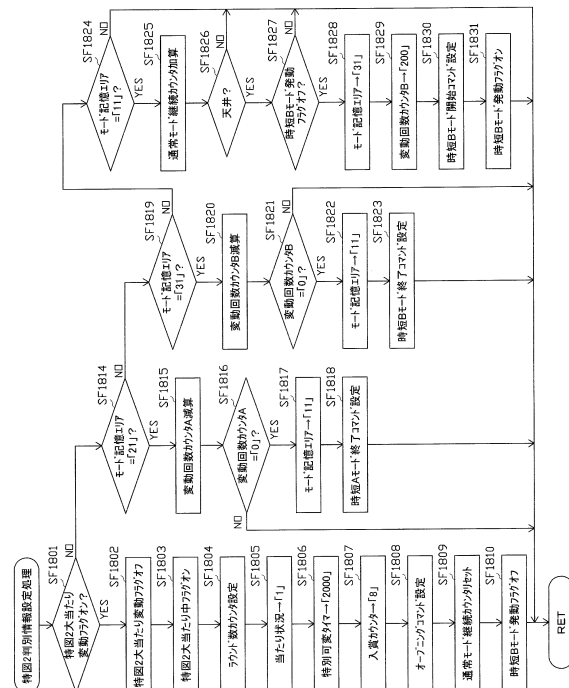 特図2判別情報設定処理
SF1801
特図2大当たり
変動フラグオン?
NO
YES
SF1802
特図2大当たり変動フラグオフ
SF1803
特図2大当たり中フラグオン
SF1804
ラウンド数カウンタ設定
SF1805
当たり状況→「1」
SF1806
特別可変タイマー→「2000」
SF1807
入賞カウンター→「8」
SF1808
オープニングコマンド設定
SF1809
通常モード継続カウンタリセット
SF1810
時短Bモード発動フラグオフ
RET
SF1814
モード記憶エリア
=「21」?
NO
YES
SF1815
変動回数カウンタA減算
SF1816
変動回数カウンタA
=「0」?
NO
YES
SF1817
モード記憶エリア→「11」
SF1818
時短Aモード終了コマンド設定
SF1819
モード記憶エリア
=「31」?
NO
YES
SF1820
変動回数カウンタB減算
SF1821
変動回数カウンタB
=「0」?
NO
YES
SF1822
モード記憶エリア→「11」
SF1823
時短Bモード終了コマンド設定
SF1824
モード記憶エリア
=「11」?
NO
YES
SF1825
通常モード継続カウンタ加算
SF1826
天井?
NO
YES
SF1827
時短Bモード発動
フラグオフ?
NO
YES
SF1828
モード記憶エリア→「31」
SF1829
変動回数カウンタB→「200」
SF1830
時短Bモード開始コマンド設定
SF1831
時短Bモード発動フラグオン